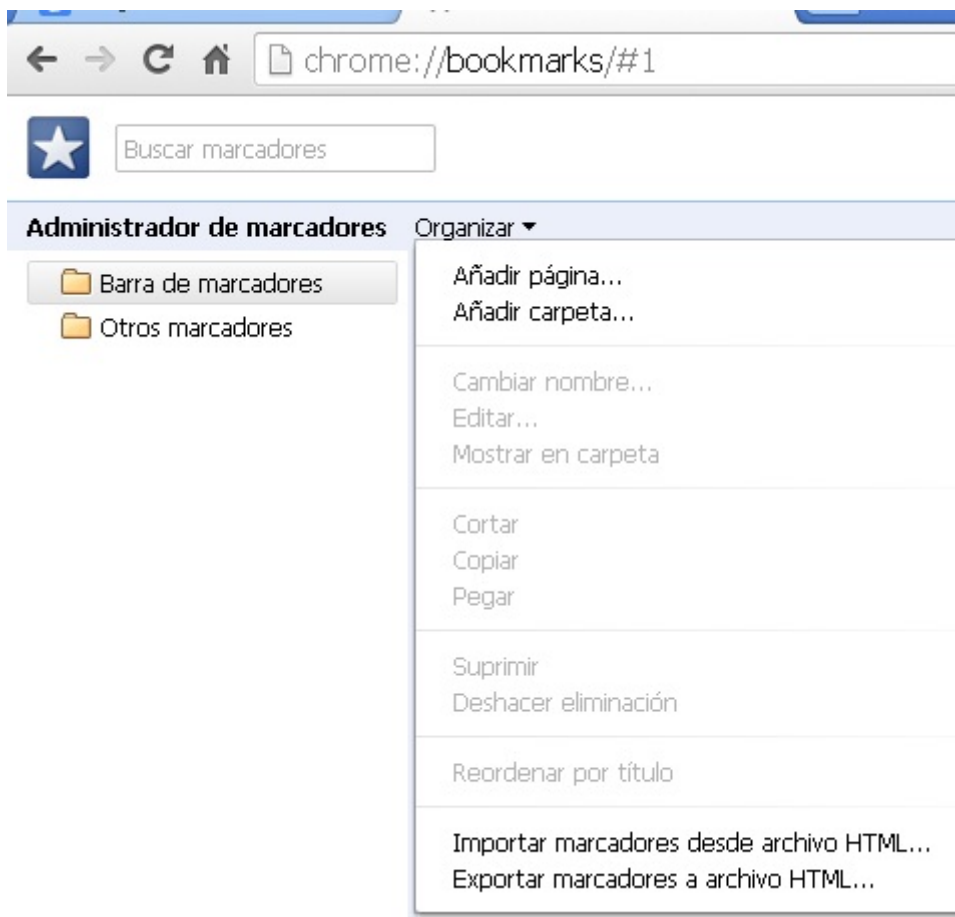 chrome://bookmarks/#1
Buscar marcadores
Administrador de marcadores Organizar
Barra de marcadores
Otros marcadores
Añadir página...
Añadir carpeta...
Cambiar nombre...
Editar...
Mostrar en carpeta
Cortar
Copiar
Pegar
Suprimir
Deshacer eliminación
Reordenar por título
Importar marcadores desde archivo HTML...
Exportar marcadores a archivo HTML...